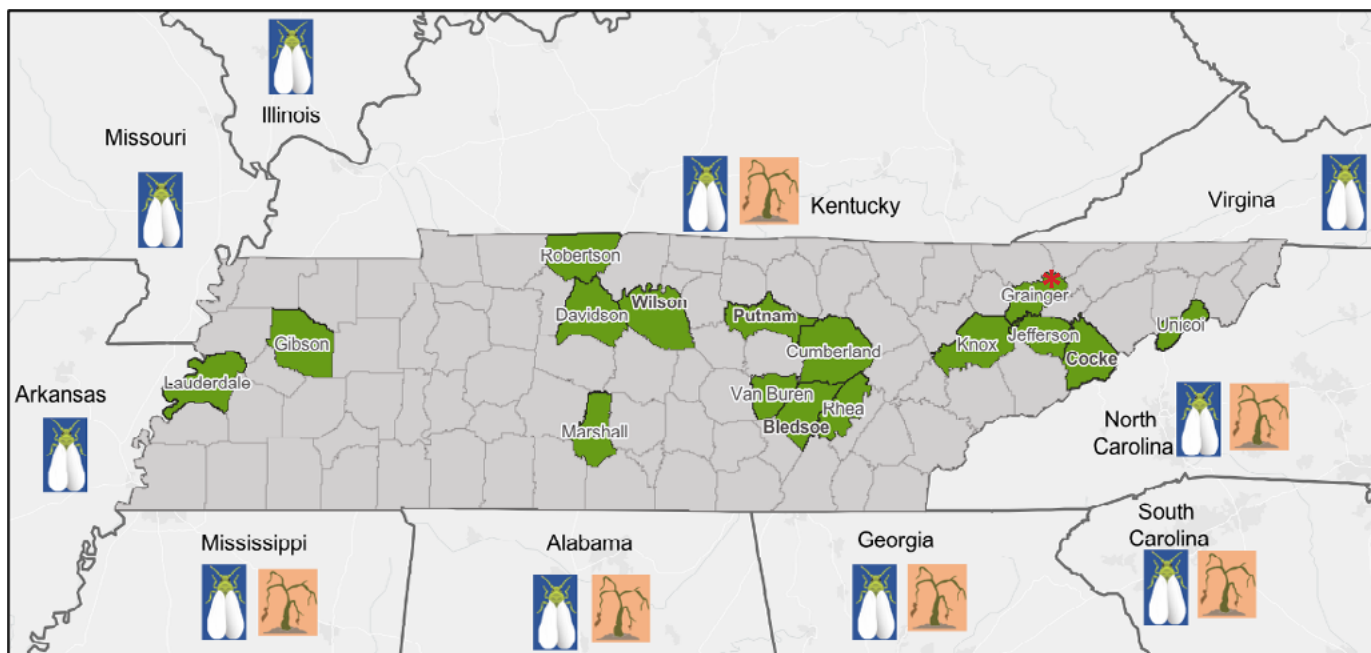 Illinois
Missouri
Kentucky
Virgina
Robertson
Wilson
Davidson
Putnam
*
Grainger
Unicoi
Gibson
Cumberland
Knox
Jefferson
Cocke
Lauderdale
Arkansas
Van Buren
Rhea
Bledsoe
Marshall
North
Carolina
South
Carolina
Mississippi
Alabama
Georgia